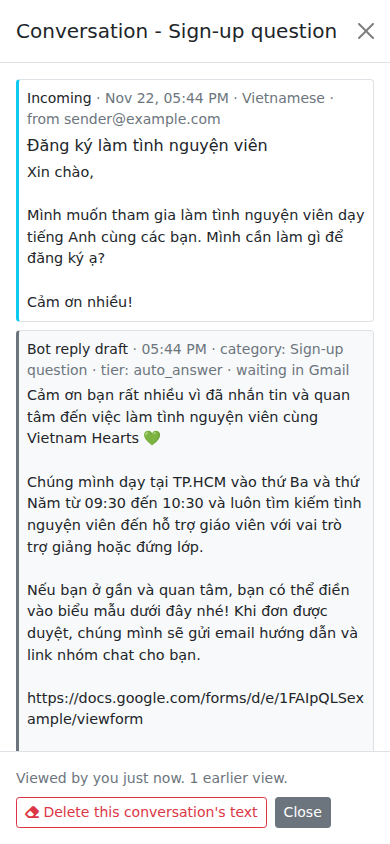 Conversation - Sign-up question
Incoming · Nov 22, 05:44 PM · Vietnamese ·
from sender@example.com
Đăng ký làm tình nguyện viên
Xin chào,
Mình muốn tham gia làm tình nguyện viên dạy
tiếng Anh cùng các bạn. Mình cần làm gì để
đăng ký ạ?
Cảm ơn nhiều!
Bot reply draft · 05:44 PM · category: Sign-up
question · tier: auto_answer · waiting in Gmail
Cảm ơn bạn rất nhiều vì đã nhắn tin và quan
tâm đến việc làm tình nguyện viên cùng
Vietnam Hearts 💚
Chúng mình dạy tại TP.HCM vào thứ Ba và thứ
Năm từ 09:30 đến 10:30 và luôn tìm kiếm tình
nguyện viên đến hỗ trợ giáo viên với vai trò
trợ giảng hoặc đứng lớp.
Nếu bạn ở gần và quan tâm, bạn có thể điền
vào biểu mẫu dưới đây nhé! Khi đơn được
duyệt, chúng mình sẽ gửi email hướng dẫn và
link nhóm chat cho bạn.
https://docs.google.com/forms/d/e/1FAIpQLSex
ample/viewform
Viewed by you just now. 1 earlier view.
Delete this conversation's text
Close